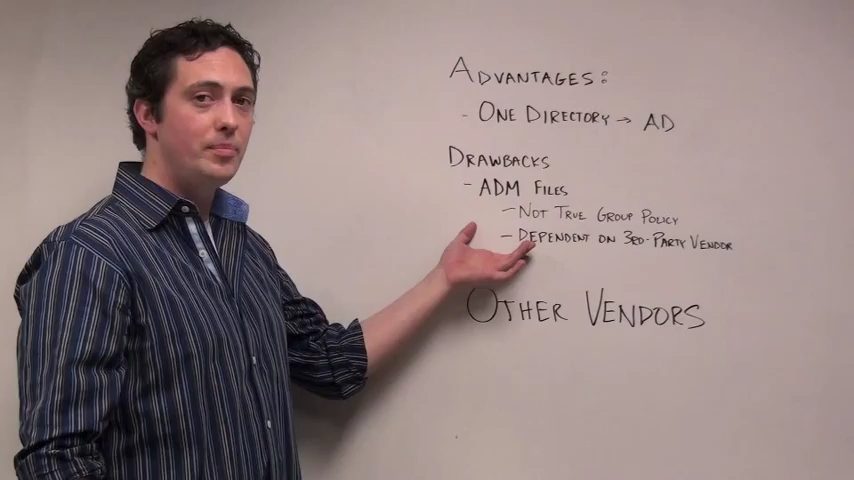 ADVANTAGES:
- ONE DIRECTORY → AD
DRAWBACKS
- ADM FILES
- NOT TRUE GROUP POLICY
- DEPENDENT ON 3RD-PARTY VENDOR
OTHER VENDORS